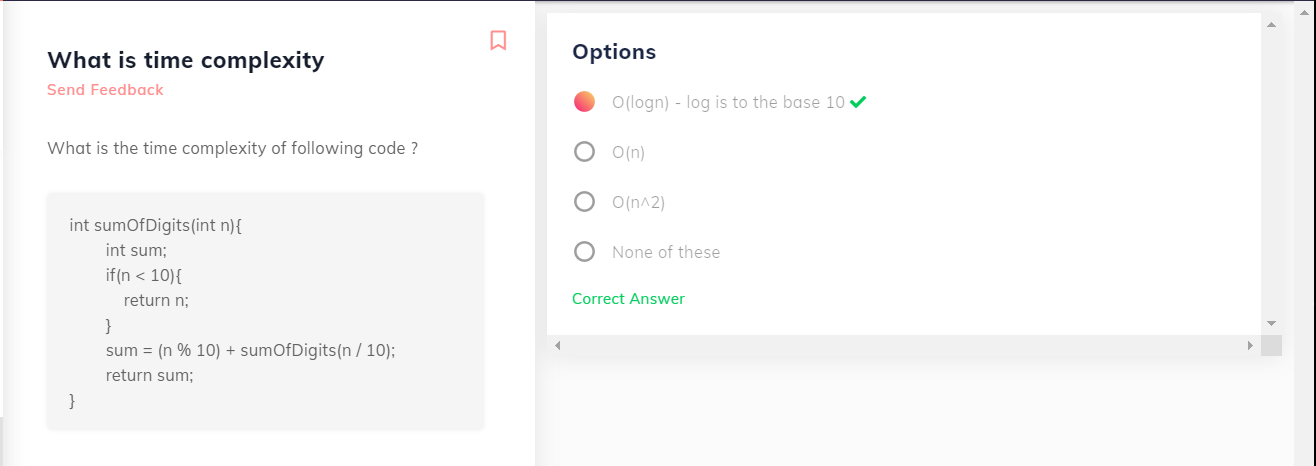 What is time complexity
Send Feedback
What is the time complexity of following code ?
int sumOfDigits(int n){
int sum;
if(n < 10){
return n;
}
sum = (n % 10) + sumOfDigits(n / 10);
return sum;
}
Options
O(logn) - log is to the base 10
O(n)
O(n^2)
None of these
Correct Answer